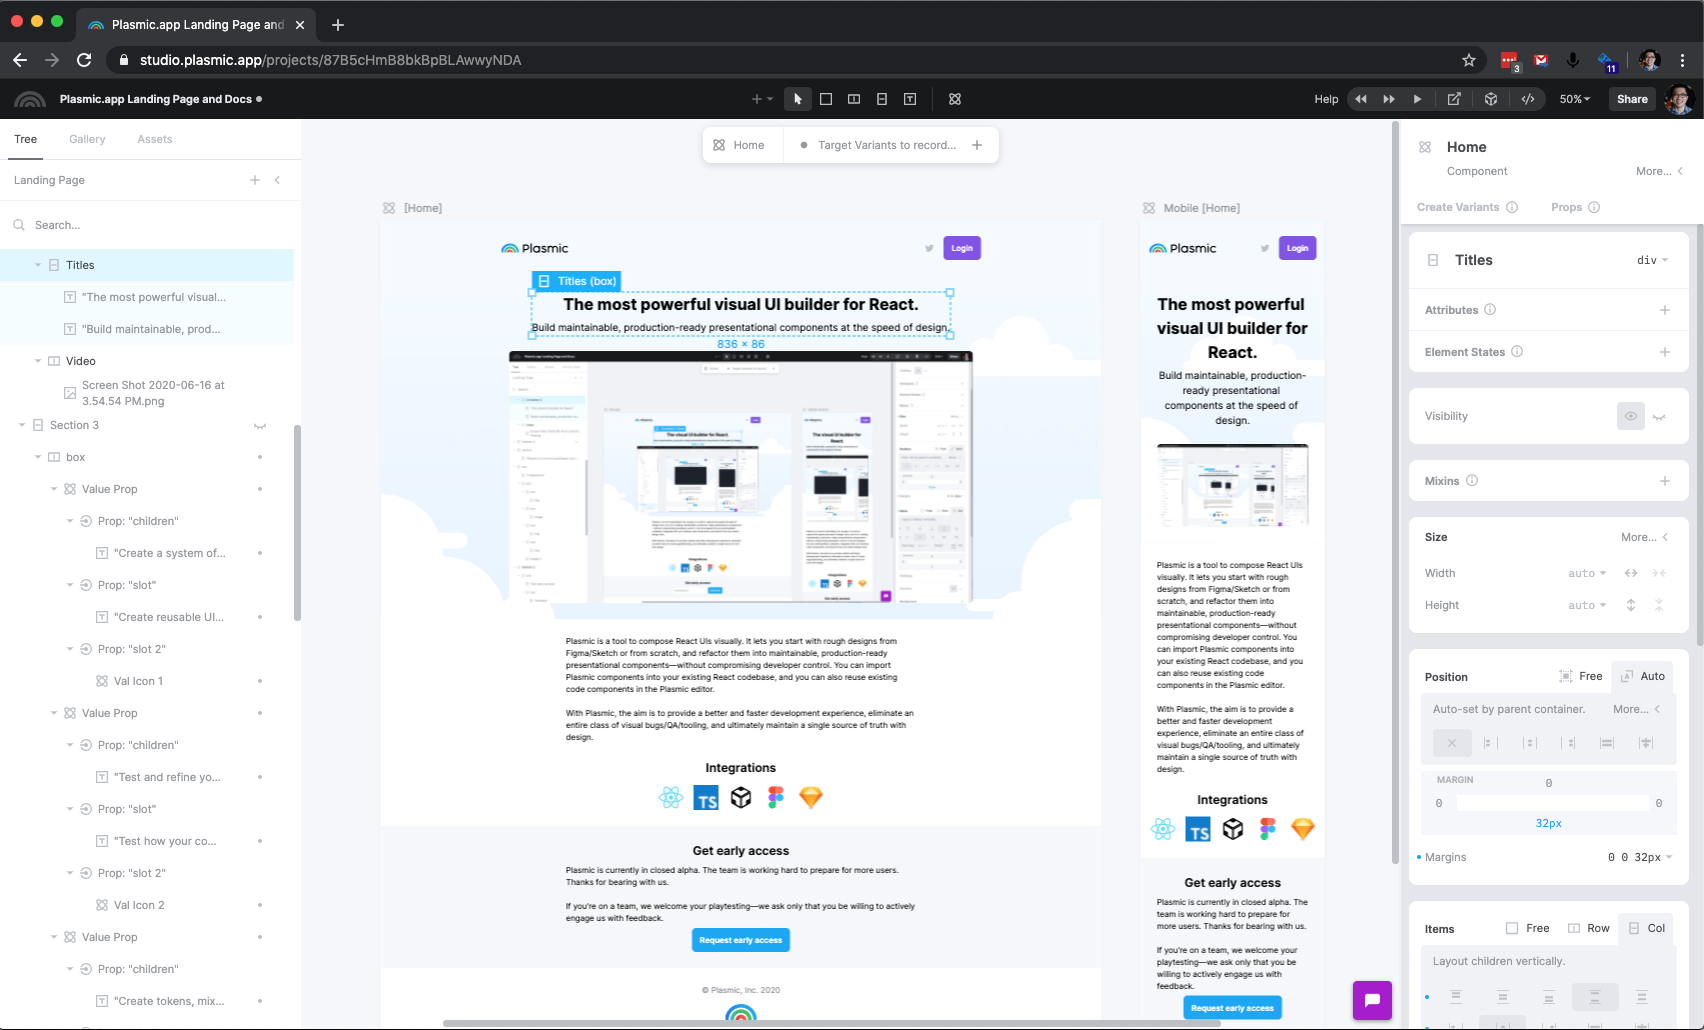 Plasmic.app Landing Page and
studio.plasmic.app/projects/87B5cHmB8bkBpBLAwwyNDA
3
11
Plasmic.app Landing Page and Docs
Help
50%
Share
Tree
Gallery
Assets
Landing Page
Search...
Titles
"The most powerful visual...
"Build maintainable, prod...
Video
Screen Shot 2020-06-16 at
3.54.54 PM.png
Section 3
box
Value Prop
Prop: "children"
"Create a system of...
Prop: "slot"
"Create reusable UI...
Prop: "slot 2"
Val Icon 1
Value Prop
Prop: "children"
"Test and refine yo...
Prop: "slot"
"Test how your co...
Prop: "slot 2"
Val Icon 2
Value Prop
Prop: "children"
"Create tokens, mix...
Home
Target Variants to record...
[Home]
Plasmic
Login
Titles (box)
The most powerful visual UI builder for React.
Build maintainable, production-ready presentational components at the speed of design.
836 × 86
Plasmic is a tool to compose React UIs visually. It lets you start with rough designs from
Figma/Sketch or from scratch, and refactor them into maintainable, production-ready
presentational components—without compromising developer control. You can import
Plasmic components into your existing React codebase, and you can also reuse existing
code components in the Plasmic editor.
With Plasmic, the aim is to provide a better and faster development experience, eliminate an
entire class of visual bugs/QA/tooling, and ultimately maintain a single source of truth with
design.
Integrations
TS
Get early access
Plasmic is currently in closed alpha. The team is working hard to prepare for more users.
Thanks for bearing with us.
If you're on a team, we welcome your playtesting—we ask only that you be willing to actively
engage us with feedback.
Request early access
© Plasmic, Inc. 2020
Mobile [Home]
Plasmic
Login
The most powerful
visual UI builder for
React.
Build maintainable, production-
ready presentational
components at the speed of
design.
Plasmic is a tool to compose React UIs
visually. It lets you start with rough
designs from Figma/Sketch or from
scratch, and refactor them into
maintainable, production-ready
presentational components—without
compromising developer control. You
can import Plasmic components into
your existing React codebase, and you
can also reuse existing code
components in the Plasmic editor.
With Plasmic, the aim is to provide a
better and faster development
experience, eliminate an entire class of
visual bugs/QA/tooling, and ultimately
maintain a single source of truth with
design.
Integrations
TS
Get early access
Plasmic is currently in closed alpha. The
team is working hard to prepare for
more users. Thanks for bearing with us.
If you're on a team, we welcome your
playtesting—we ask only that you be
willing to actively engage us with
feedback.
Request early access
Home
Component
More...
Create Variants
Props
Titles
div
Attributes
Element States
Visibility
Mixins
Size
More...
Width
auto
Height
auto
Position
Free
Auto
Auto-set by parent container.
More...
MARGIN
0
0
0
32px
Margins
0 0 32px
Items
Free
Row
Col
Layout children vertically.